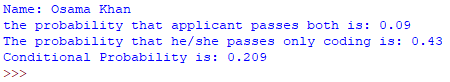 Name: Osama Khan
the probability that applicant passes both is: 0.09
The probability that he/she passes only coding is: 0.43
Conditional Probability is: 0.209
>>>